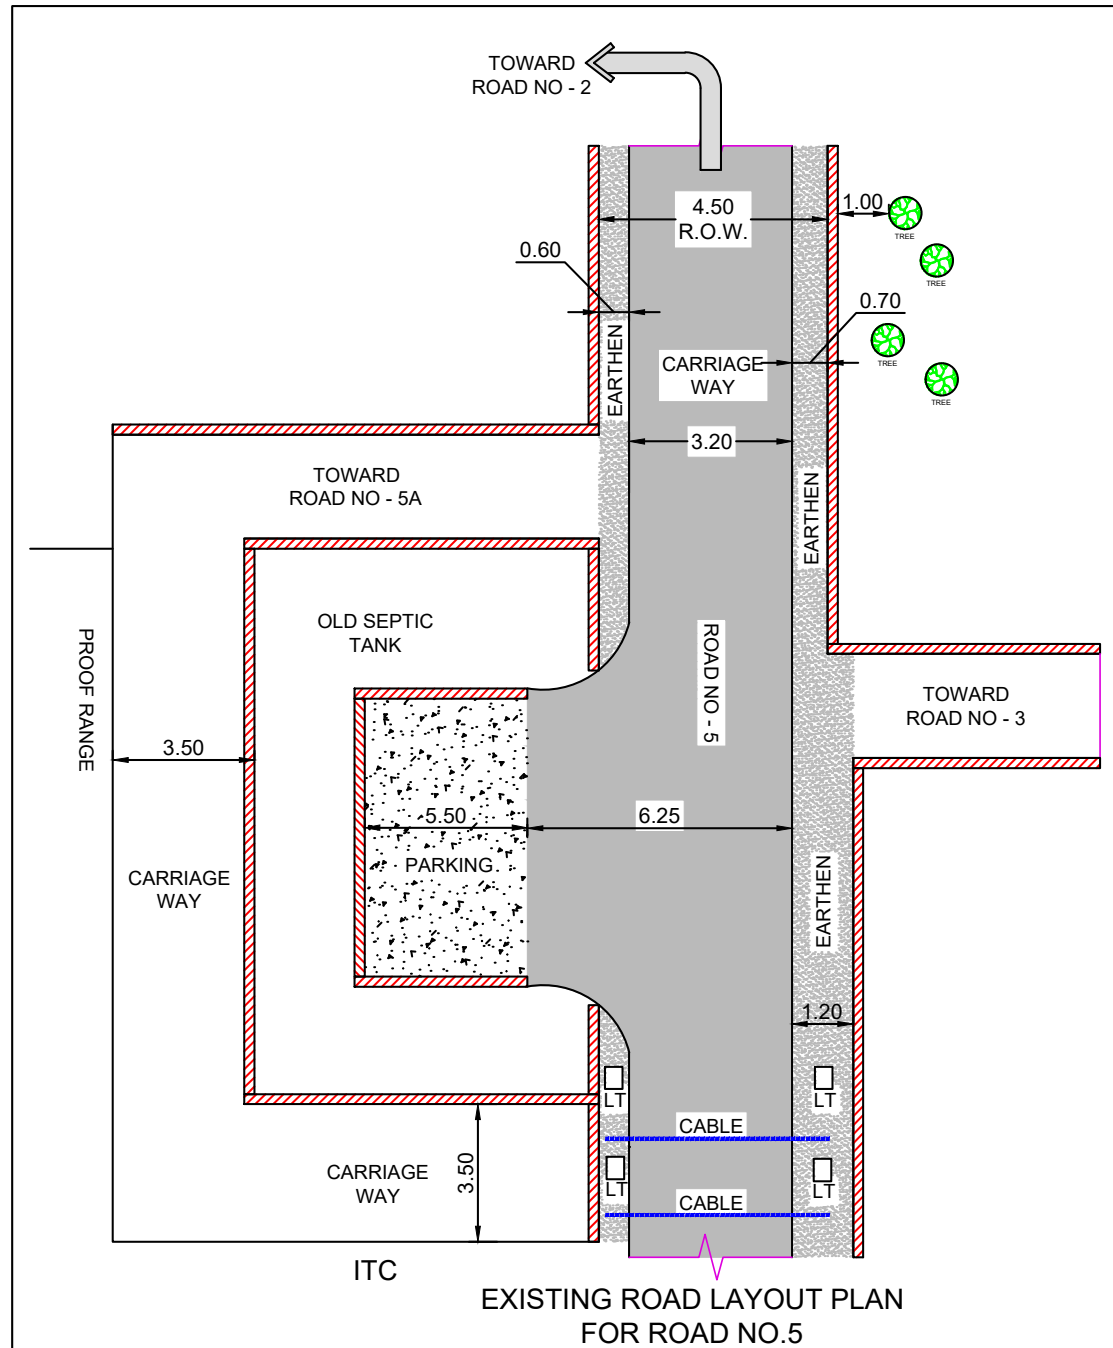 TOWARD
ROAD NO - 2
4.50
R.O.W.
1.00
TREE
0.60
TREE
0.70
TREE
EARTHEN
CARRIAGE
WAY
TREE
3.20
TOWARD
ROAD NO - 5A
EARTHEN
OLD SEPTIC
TANK
PROOF RANGE
ROAD NO - 5
TOWARD
ROAD NO - 3
3.50
5.50
6.25
PARKING
CARRIAGE
WAY
EARTHEN
1.20
LT
LT
CABLE
CARRIAGE
WAY
3.50
LT
LT
CABLE
ITC
EXISTING ROAD LAYOUT PLAN
FOR ROAD NO.5